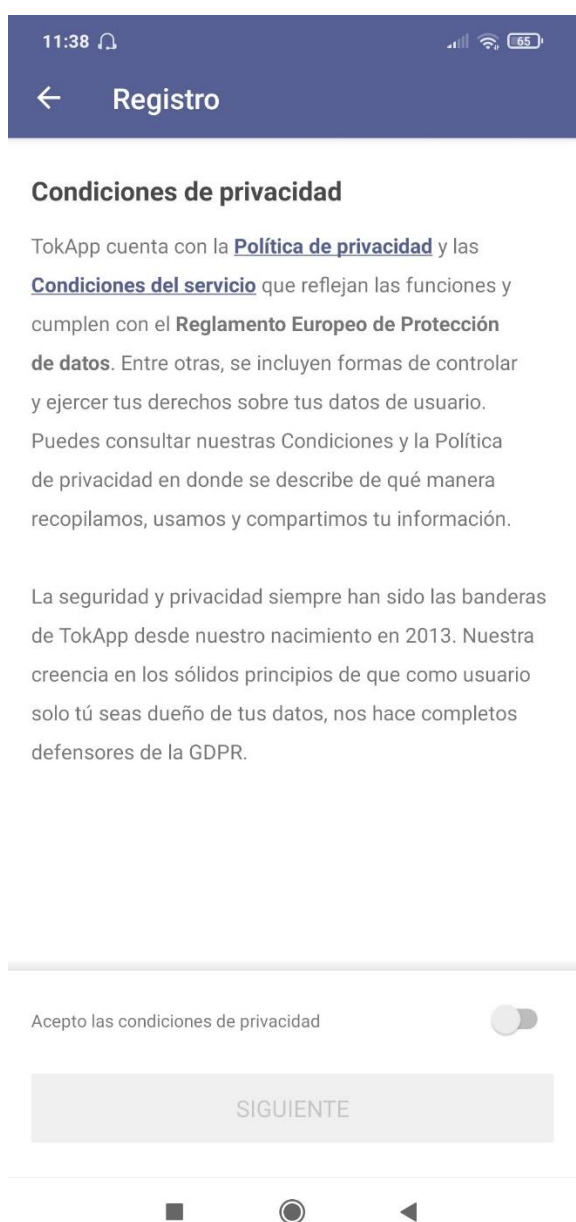 11:38
65
Registro
Condiciones de privacidad
TokApp cuenta con la Política de privacidad y las
Condiciones del servicio que reflejan las funciones y
cumplen con el Reglamento Europeo de Protección
de datos. Entre otras, se incluyen formas de controlar
y ejercer tus derechos sobre tus datos de usuario.
Puedes consultar nuestras Condiciones y la Política
de privacidad en donde se describe de qué manera
recopilamos, usamos y compartimos tu información.
La seguridad y privacidad siempre han sido las banderas
de TokApp desde nuestro nacimiento en 2013. Nuestra
creencia en los sólidos principios de que como usuario
solo tú seas dueño de tus datos, nos hace completos
defensores de la GDPR.
Acepto las condiciones de privacidad
SIGUIENTE